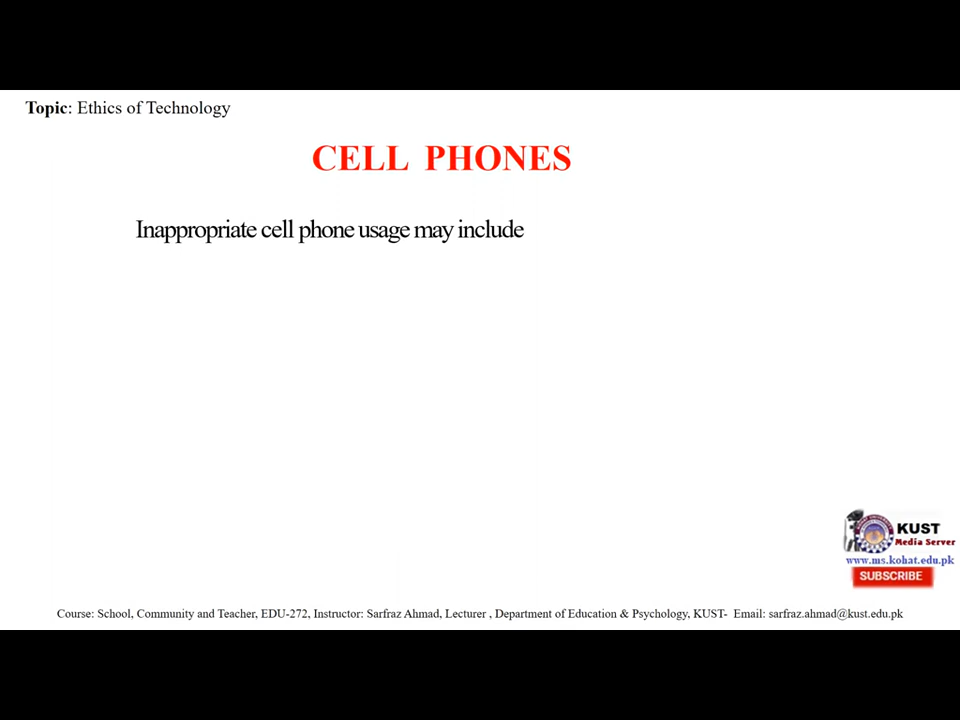 Topic: Ethics of Technology
CELL PHONES
Inappropriate cell phone usage may include
KUST
Media Server
www.ms.kohat.edu.pk
SUBSCRIBE
Course: School, Community and Teacher, EDU-272, Instructor: Sarfraz Ahmad, Lecturer , Department of Education & Psychology, KUST- Email: sarfraz.ahmad@kust.edu.pk